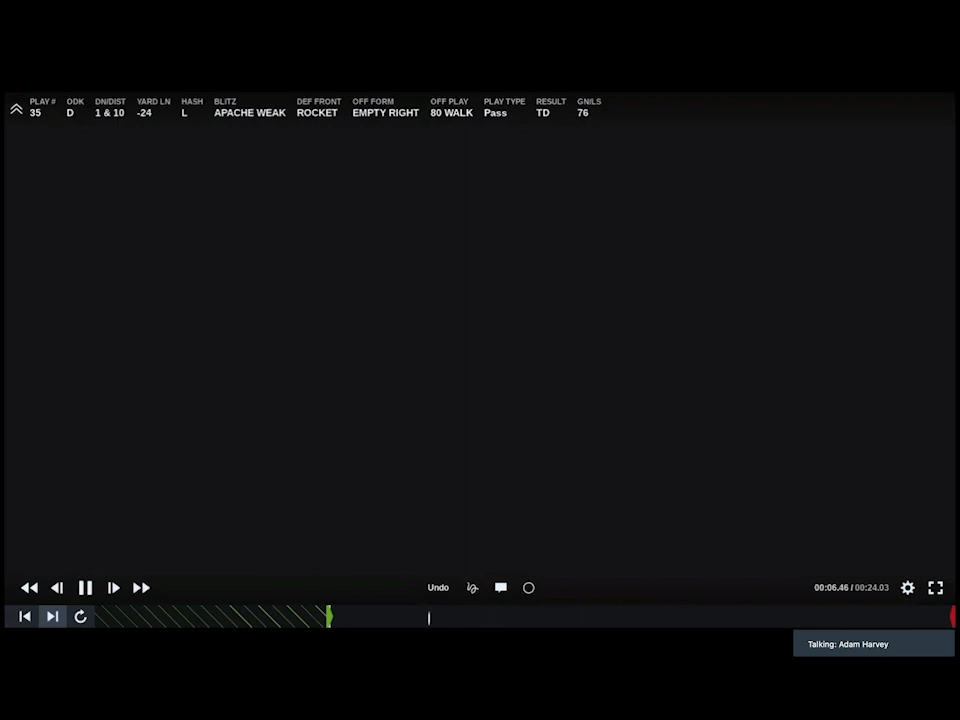 PLAY # ODK DN/DIST YARD LN HASH BLITZ DEF FRONT OFF FORM OFF PLAY PLAY TYPE RESULT GN/LS
35 D 1 & 10 -24 L APACHE WEAK ROCKET EMPTY RIGHT 80 WALK Pass TD 76
Undo 00:06.46 / 00:24.03
Talking: Adam Harvey